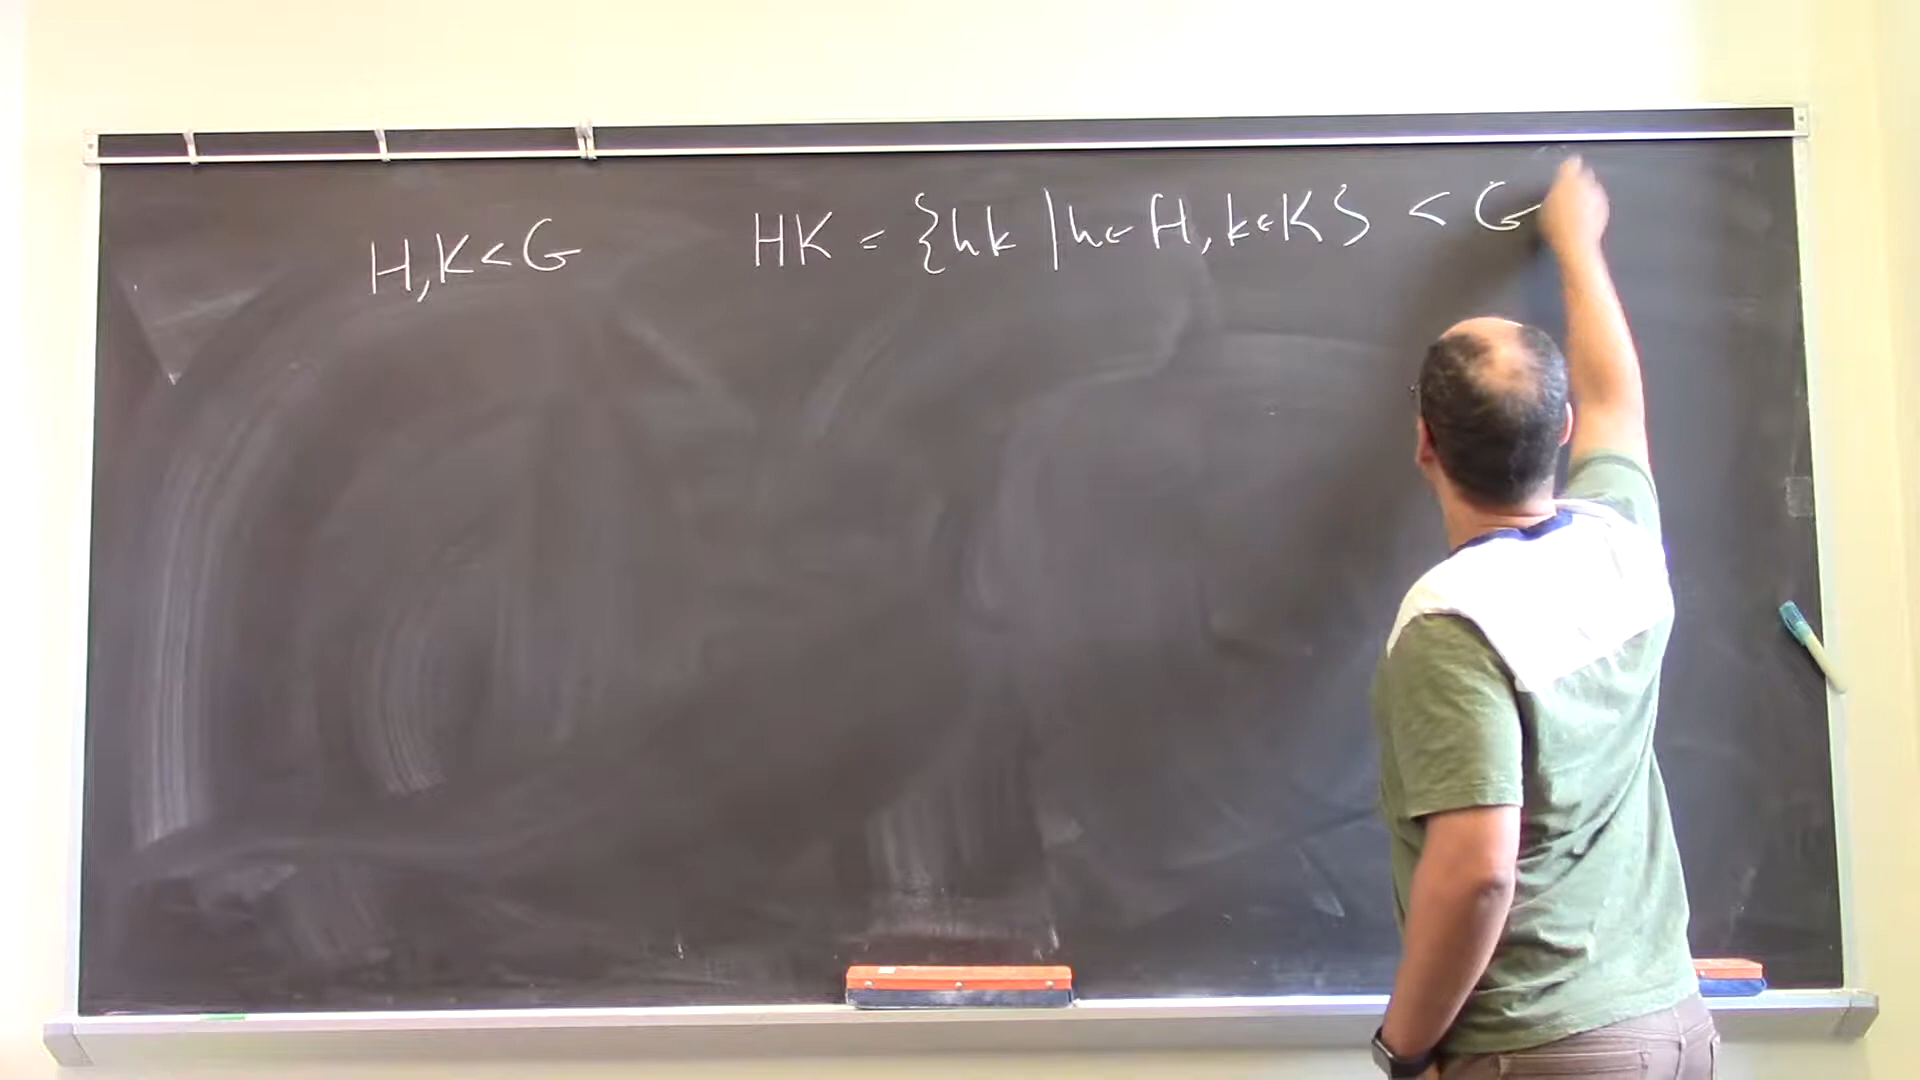 H,K<G
HK = {hk | h∈H, k∈K} < G